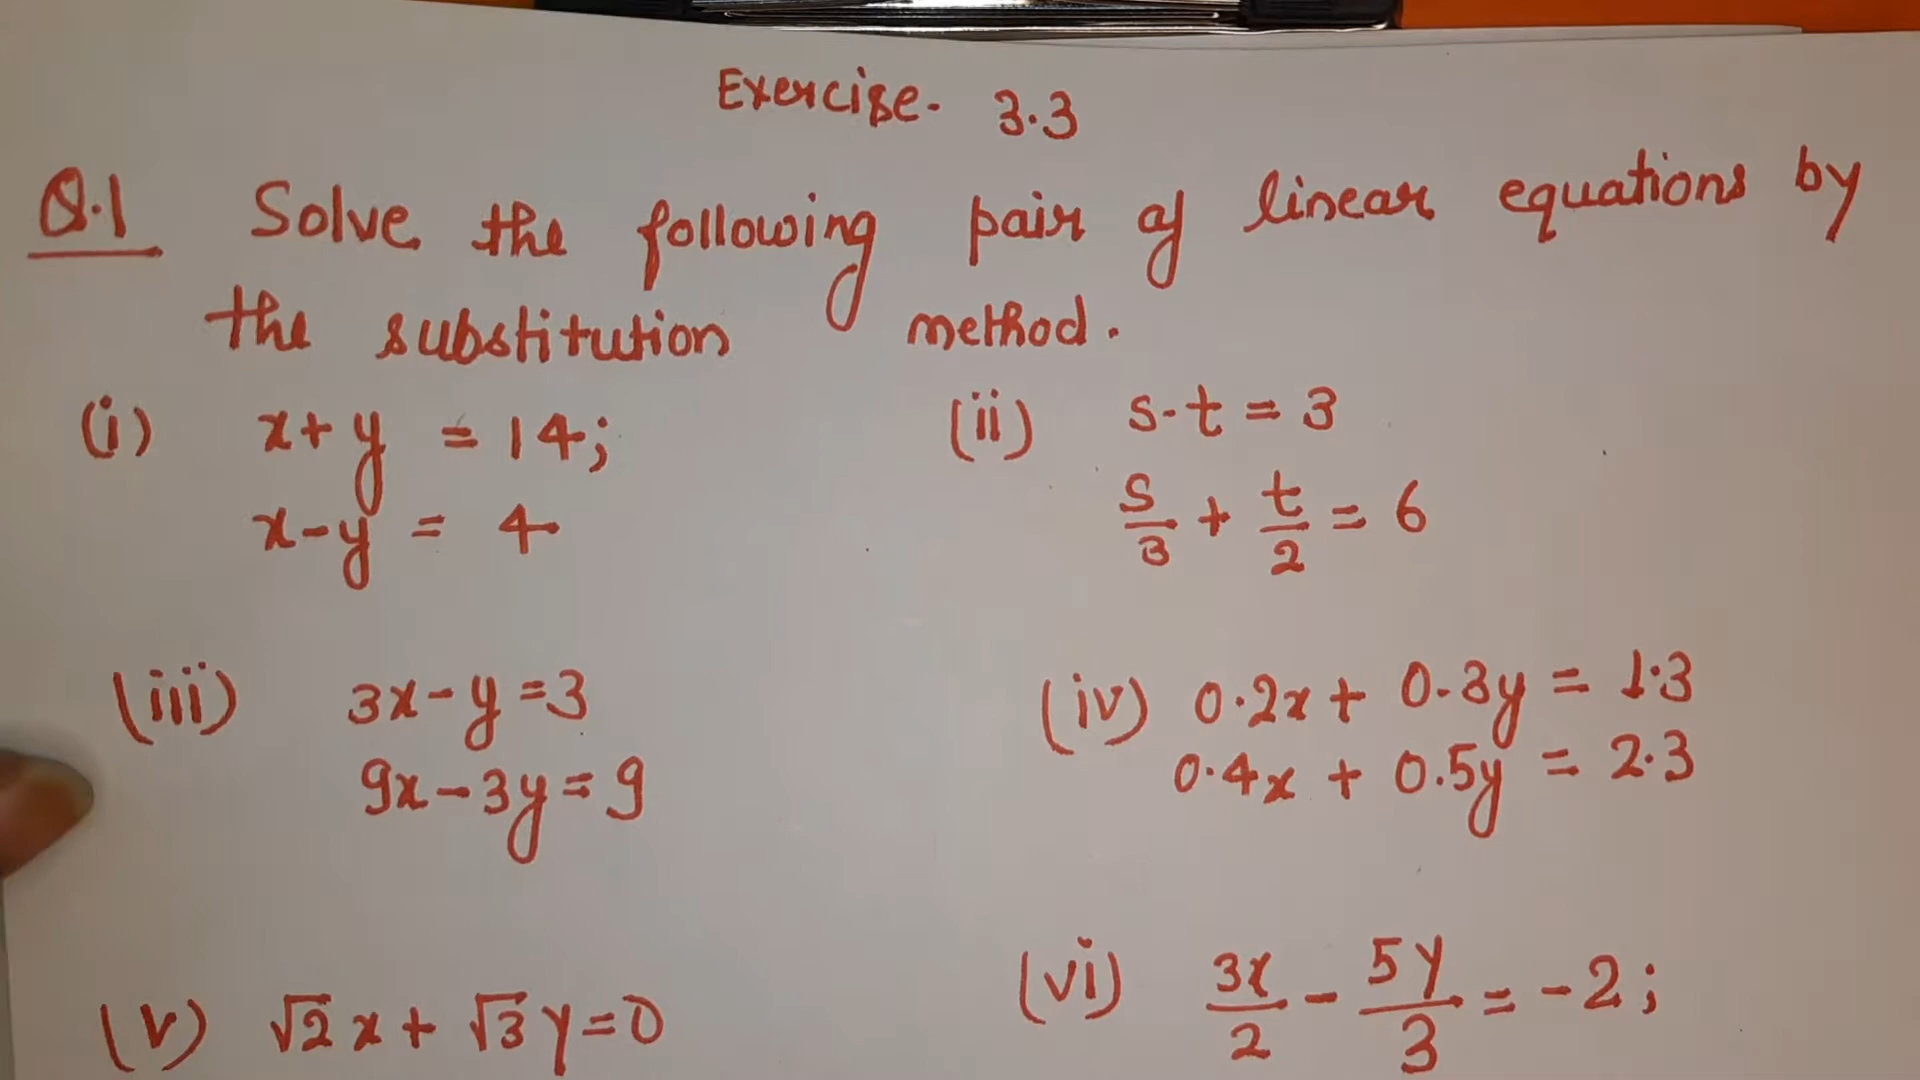 Exercise. 3.3
Q.1 Solve the following pair of linear equations by
the substitution method.
(i) x+y = 14;
x-y = 4
(ii) s-t = 3
s/3 + t/2 = 6
(iii) 3x-y=3
9x-3y=9
(iv) 0.2x + 0.3y = 1.3
0.4x + 0.5y = 2.3
(v) √2 x + √3 y=0
(vi) 3x/2 - 5y/3 = -2;